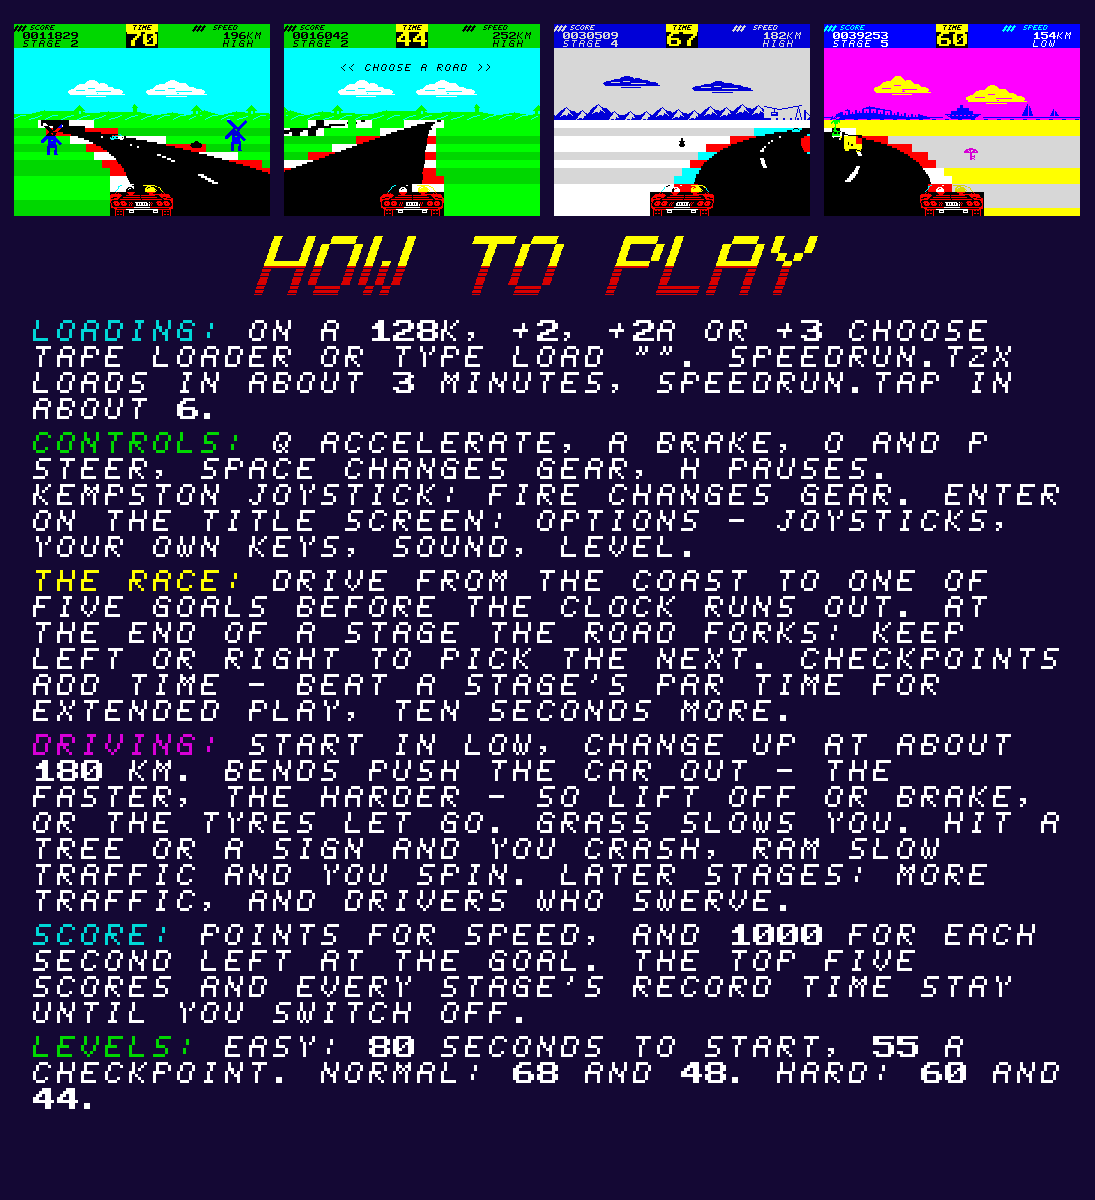 SCORE TIME SPEED
0011829 70 196KM
STAGE 2 HIGH
SCORE TIME SPEED
0016042 44 252KM
STAGE 2 HIGH
<< CHOOSE A ROAD >>
SCORE TIME SPEED
0030509 67 182KM
STAGE 4 HIGH
SCORE TIME SPEED
0039253 60 154KM
STAGE 5 LOW
HOW TO PLAY
LOADING: ON A 128K, +2, +2A OR +3 CHOOSE
TAPE LOADER OR TYPE LOAD "". SPEEDRUN.TZX
LOADS IN ABOUT 3 MINUTES, SPEEDRUN.TAP IN
ABOUT 6.
CONTROLS: Q ACCELERATE, A BRAKE, O AND P
STEER, SPACE CHANGES GEAR, H PAUSES.
KEMPSTON JOYSTICK: FIRE CHANGES GEAR. ENTER
ON THE TITLE SCREEN: OPTIONS - JOYSTICKS,
YOUR OWN KEYS, SOUND, LEVEL.
THE RACE: DRIVE FROM THE COAST TO ONE OF
FIVE GOALS BEFORE THE CLOCK RUNS OUT. AT
THE END OF A STAGE THE ROAD FORKS: KEEP
LEFT OR RIGHT TO PICK THE NEXT. CHECKPOINTS
ADD TIME - BEAT A STAGE'S PAR TIME FOR
EXTENDED PLAY, TEN SECONDS MORE.
DRIVING: START IN LOW, CHANGE UP AT ABOUT
180 KM. BENDS PUSH THE CAR OUT - THE
FASTER, THE HARDER - SO LIFT OFF OR BRAKE,
OR THE TYRES LET GO. GRASS SLOWS YOU. HIT A
TREE OR A SIGN AND YOU CRASH, RAM SLOW
TRAFFIC AND YOU SPIN. LATER STAGES: MORE
TRAFFIC, AND DRIVERS WHO SWERVE.
SCORE: POINTS FOR SPEED, AND 1000 FOR EACH
SECOND LEFT AT THE GOAL. THE TOP FIVE
SCORES AND EVERY STAGE'S RECORD TIME STAY
UNTIL YOU SWITCH OFF.
LEVELS: EASY: 80 SECONDS TO START, 55 A
CHECKPOINT. NORMAL: 68 AND 48. HARD: 60 AND
44.